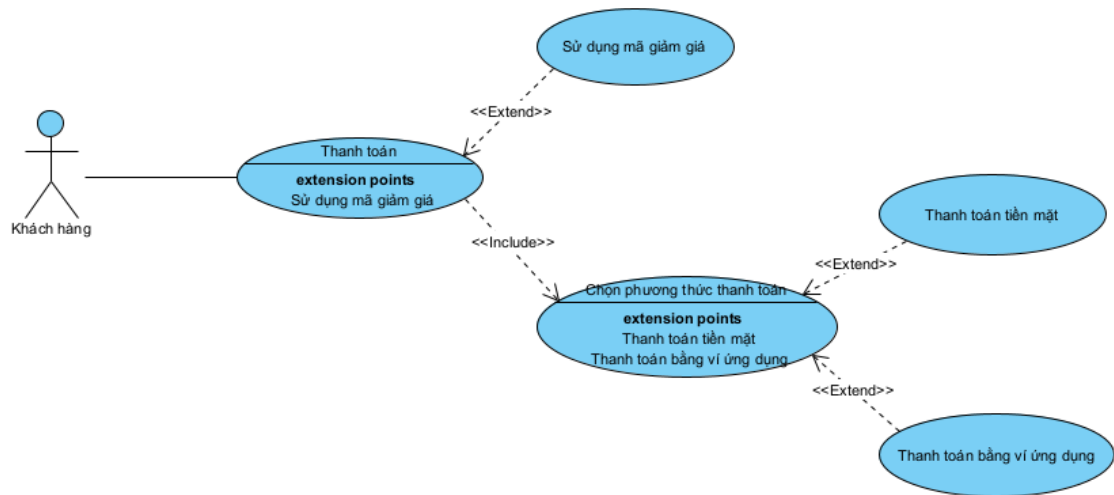 Sử dụng mã giảm giá
<<Extend>>
Thanh toán
extension points
Sử dụng mã giảm giá
Khách hàng
<<Include>>
Thanh toán tiền mặt
<<Extend>>
Chọn phương thức thanh toán
extension points
Thanh toán tiền mặt
Thanh toán bằng ví ứng dụng
<<Extend>>
Thanh toán bằng ví ứng dụng